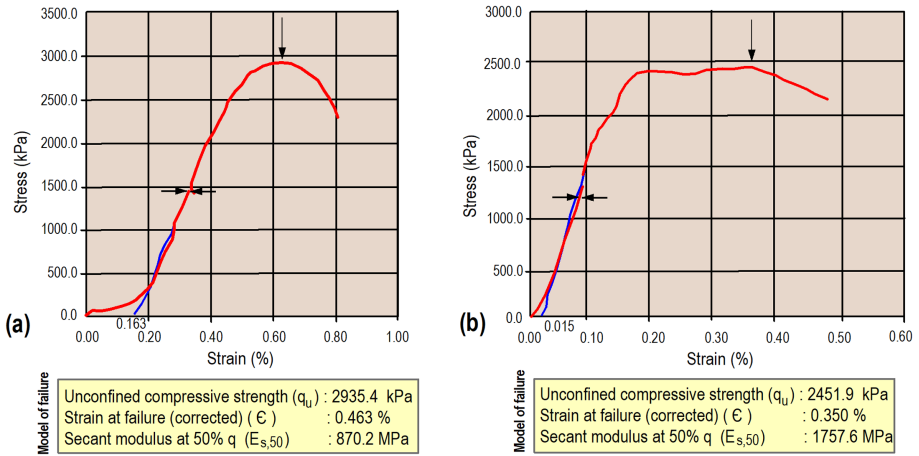 3500.0
3000.0
2500.0
2000.0
1500.0
1000.0
500.0
0.0
Stress (kPa)
0.00 0.20 0.40 0.60 0.80 1.00
0.163
Strain (%)
(a)
Model of failure
Unconfined compressive strength (qu) : 2935.4 kPa
Strain at failure (corrected) ( Є ) : 0.463 %
Secant modulus at 50% q (Es,50) : 870.2 MPa
3000.0
2500.0
2000.0
1500.0
1000.0
500.0
0.0
Stress (kPa)
0.00 0.10 0.20 0.30 0.40 0.50 0.60
0.015
Strain (%)
(b)
Model of failure
Unconfined compressive strength (qu) : 2451.9 kPa
Strain at failure (corrected) ( Є ) : 0.350 %
Secant modulus at 50% q (Es,50) : 1757.6 MPa